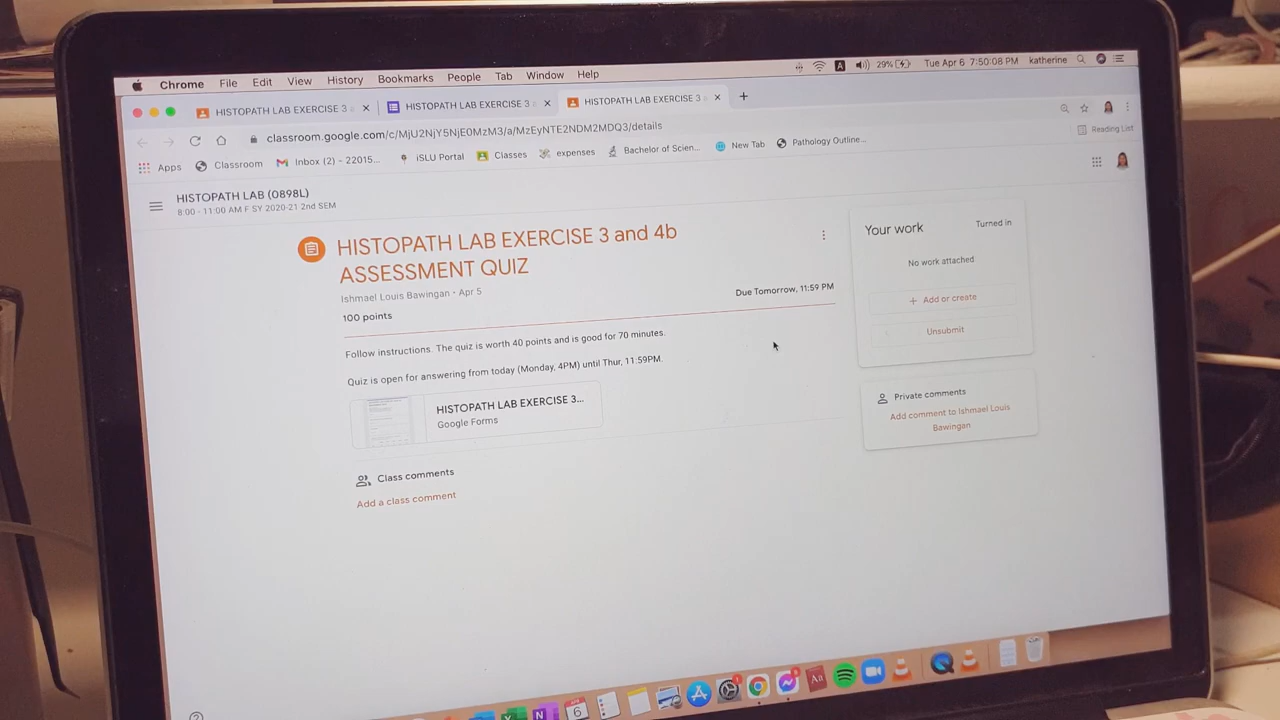 Chrome File Edit View History Bookmarks People Tab Window Help
A 29% Tue Apr 6 7:50:08 PM katherine
HISTOPATH LAB EXERCISE 3 HISTOPATH LAB EXERCISE 3 HISTOPATH LAB EXERCISE 3
classroom.google.com/c/MjU2NjY5NjE0MzM3/a/MzEyNTE2NDM2MDQ3/details
Apps Classroom Inbox (2) - 22015... iSLU Portal Classes expenses Bachelor of Scien... New Tab Pathology Outline... Reading List
HISTOPATH LAB (0898L)
8:00 - 11:00 AM F SY 2020-21 2nd SEM
HISTOPATH LAB EXERCISE 3 and 4b
ASSESSMENT QUIZ
Ishmael Louis Bawingan • Apr 5
100 points
Due Tomorrow, 11:59 PM
Follow instructions. The quiz is worth 40 points and is good for 70 minutes.
Quiz is open for answering from today (Monday, 4PM) until Thur, 11:59PM.
HISTOPATH LAB EXERCISE 3...
Google Forms
Class comments
Add a class comment
Your work Turned in
No work attached
+ Add or create
Unsubmit
Private comments
Add comment to Ishmael Louis
Bawingan
6